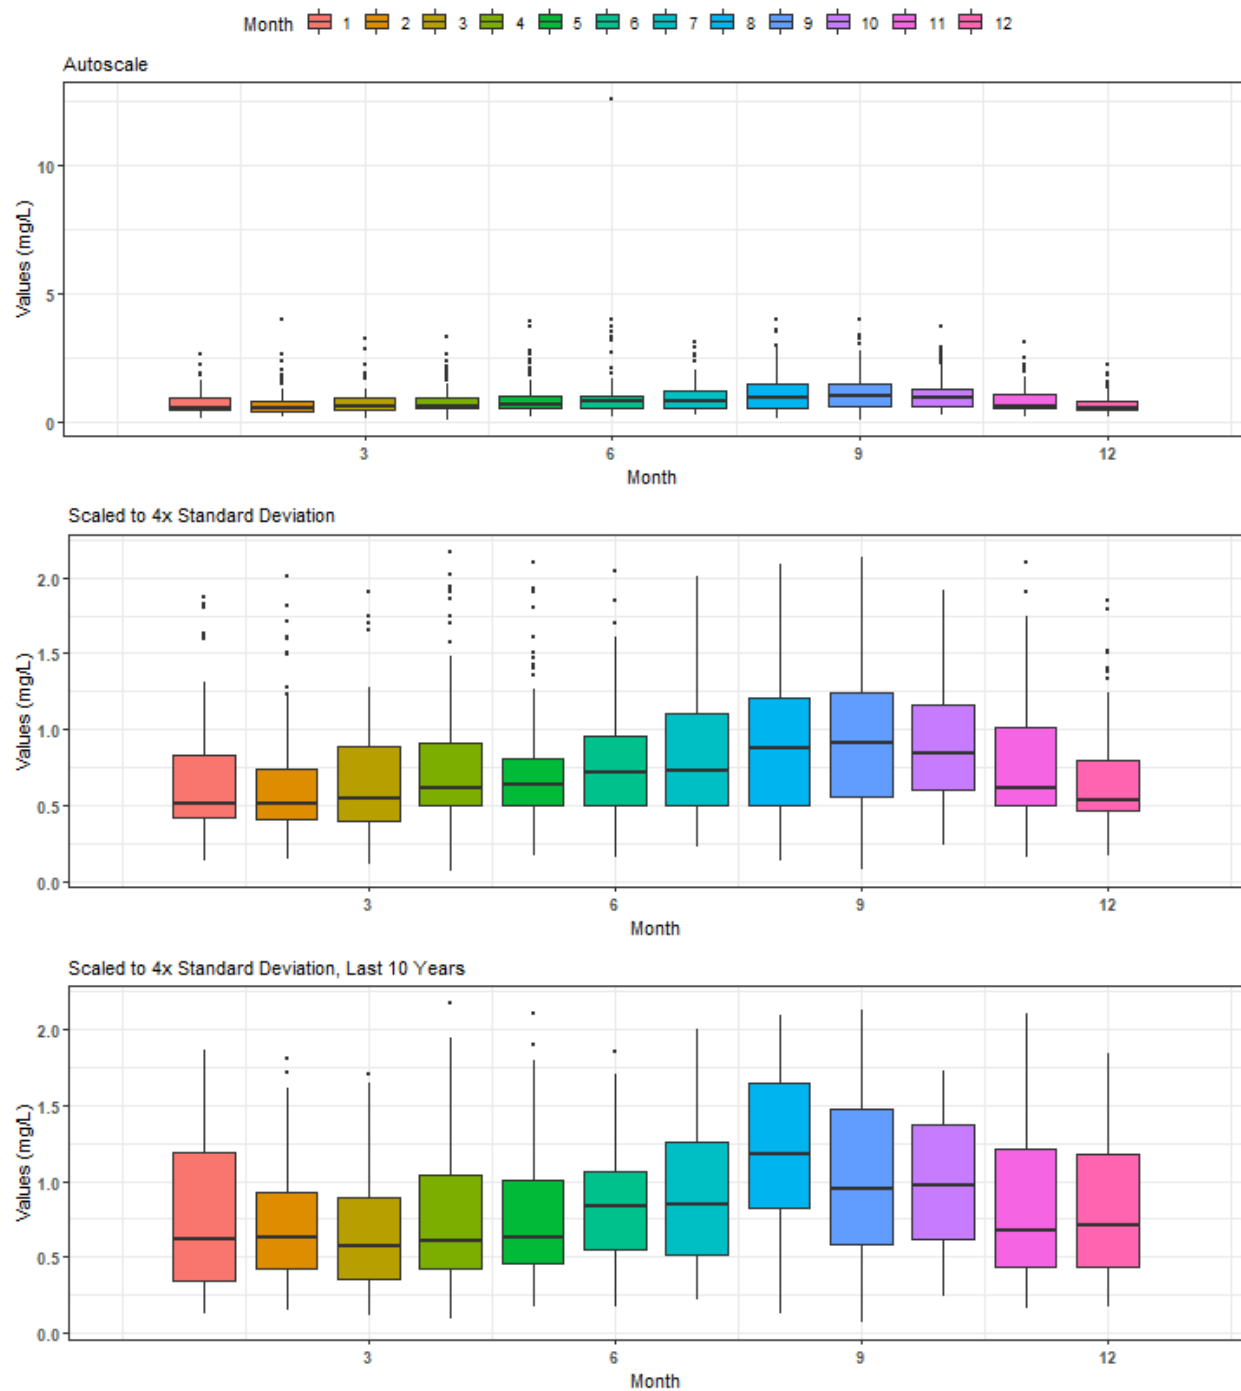 Month 1 2 3 4 5 6 7 8 9 10 11 12
Autoscale
Values (mg/L)
10
5
0
3 6 9 12
Month
Scaled to 4x Standard Deviation
Values (mg/L)
2.0
1.5
1.0
0.5
0.0
3 6 9 12
Month
Scaled to 4x Standard Deviation, Last 10 Years
Values (mg/L)
2.0
1.5
1.0
0.5
0.0
3 6 9 12
Month